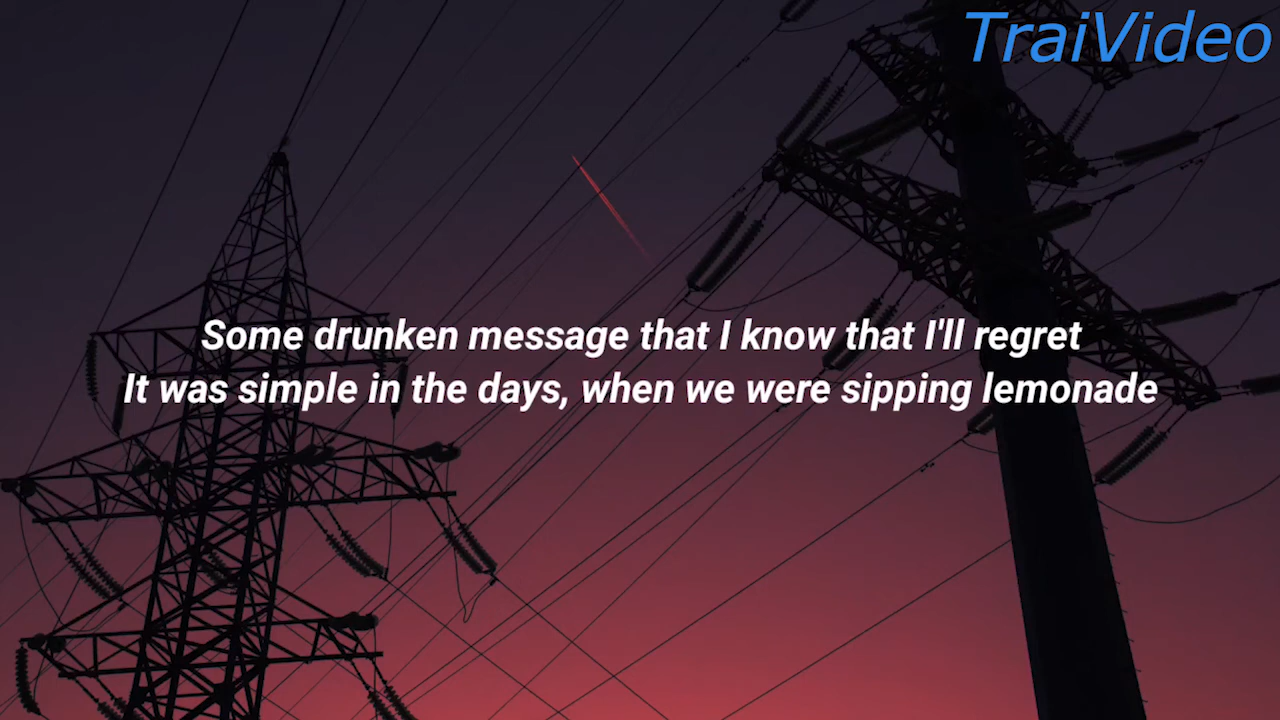 TraiVideo
Some drunken message that I know that I'll regret
It was simple in the days, when we were sipping lemonade